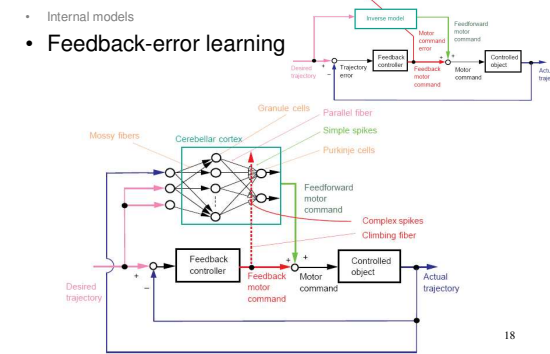 • Internal models
• Feedback-error learning
Inverse model
Feedforward
motor
command
Motor
command
error
Feedback
controller
Controlled
object
Desired
trajectory
+
−
Trajectory
error
Feedback
motor
command
+
+
Motor
command
Actu
traje
Granule cells
Parallel fiber
Simple spikes
Mossy fibers
Cerebellar cortex
Purkinje cells
Feedforward
motor
command
Complex spikes
Climbing fiber
Feedback
controller
Controlled
object
+
−
+
+
Desired
trajectory
Feedback
motor
command
Motor
command
Actual
trajectory
18